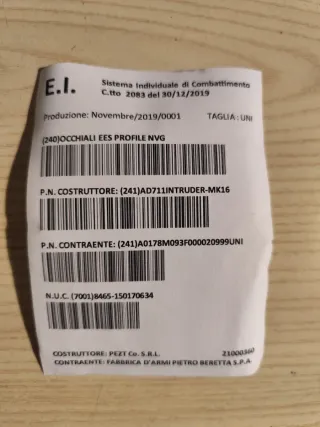 E.I. Sistema Individuale di Combattimento
C.tto 2083 del 30/12/2019
Produzione: Novembre/2019/0001 TAGLIA : UNI
(240)OCCHIALI EES PROFILE NVG
P.N. COSTRUTTORE: (241)AD711INTRUDER-MK16
P.N. CONTRAENTE: (241)A0178M093F000020999UNI
N.U.C. (7001)8465-150170634
COSTRUTTORE: PEZT Co. S.R.L. 21000360
CONTRAENTE: FABBRICA D'ARMI PIETRO BERETTA S.P.A.